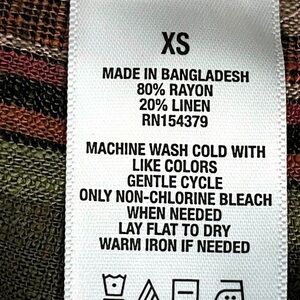 XS
MADE IN BANGLADESH
80% RAYON
20% LINEN
RN154379
MACHINE WASH COLD WITH
LIKE COLORS
GENTLE CYCLE
ONLY NON-CHLORINE BLEACH
WHEN NEEDED
LAY FLAT TO DRY
WARM IRON IF NEEDED